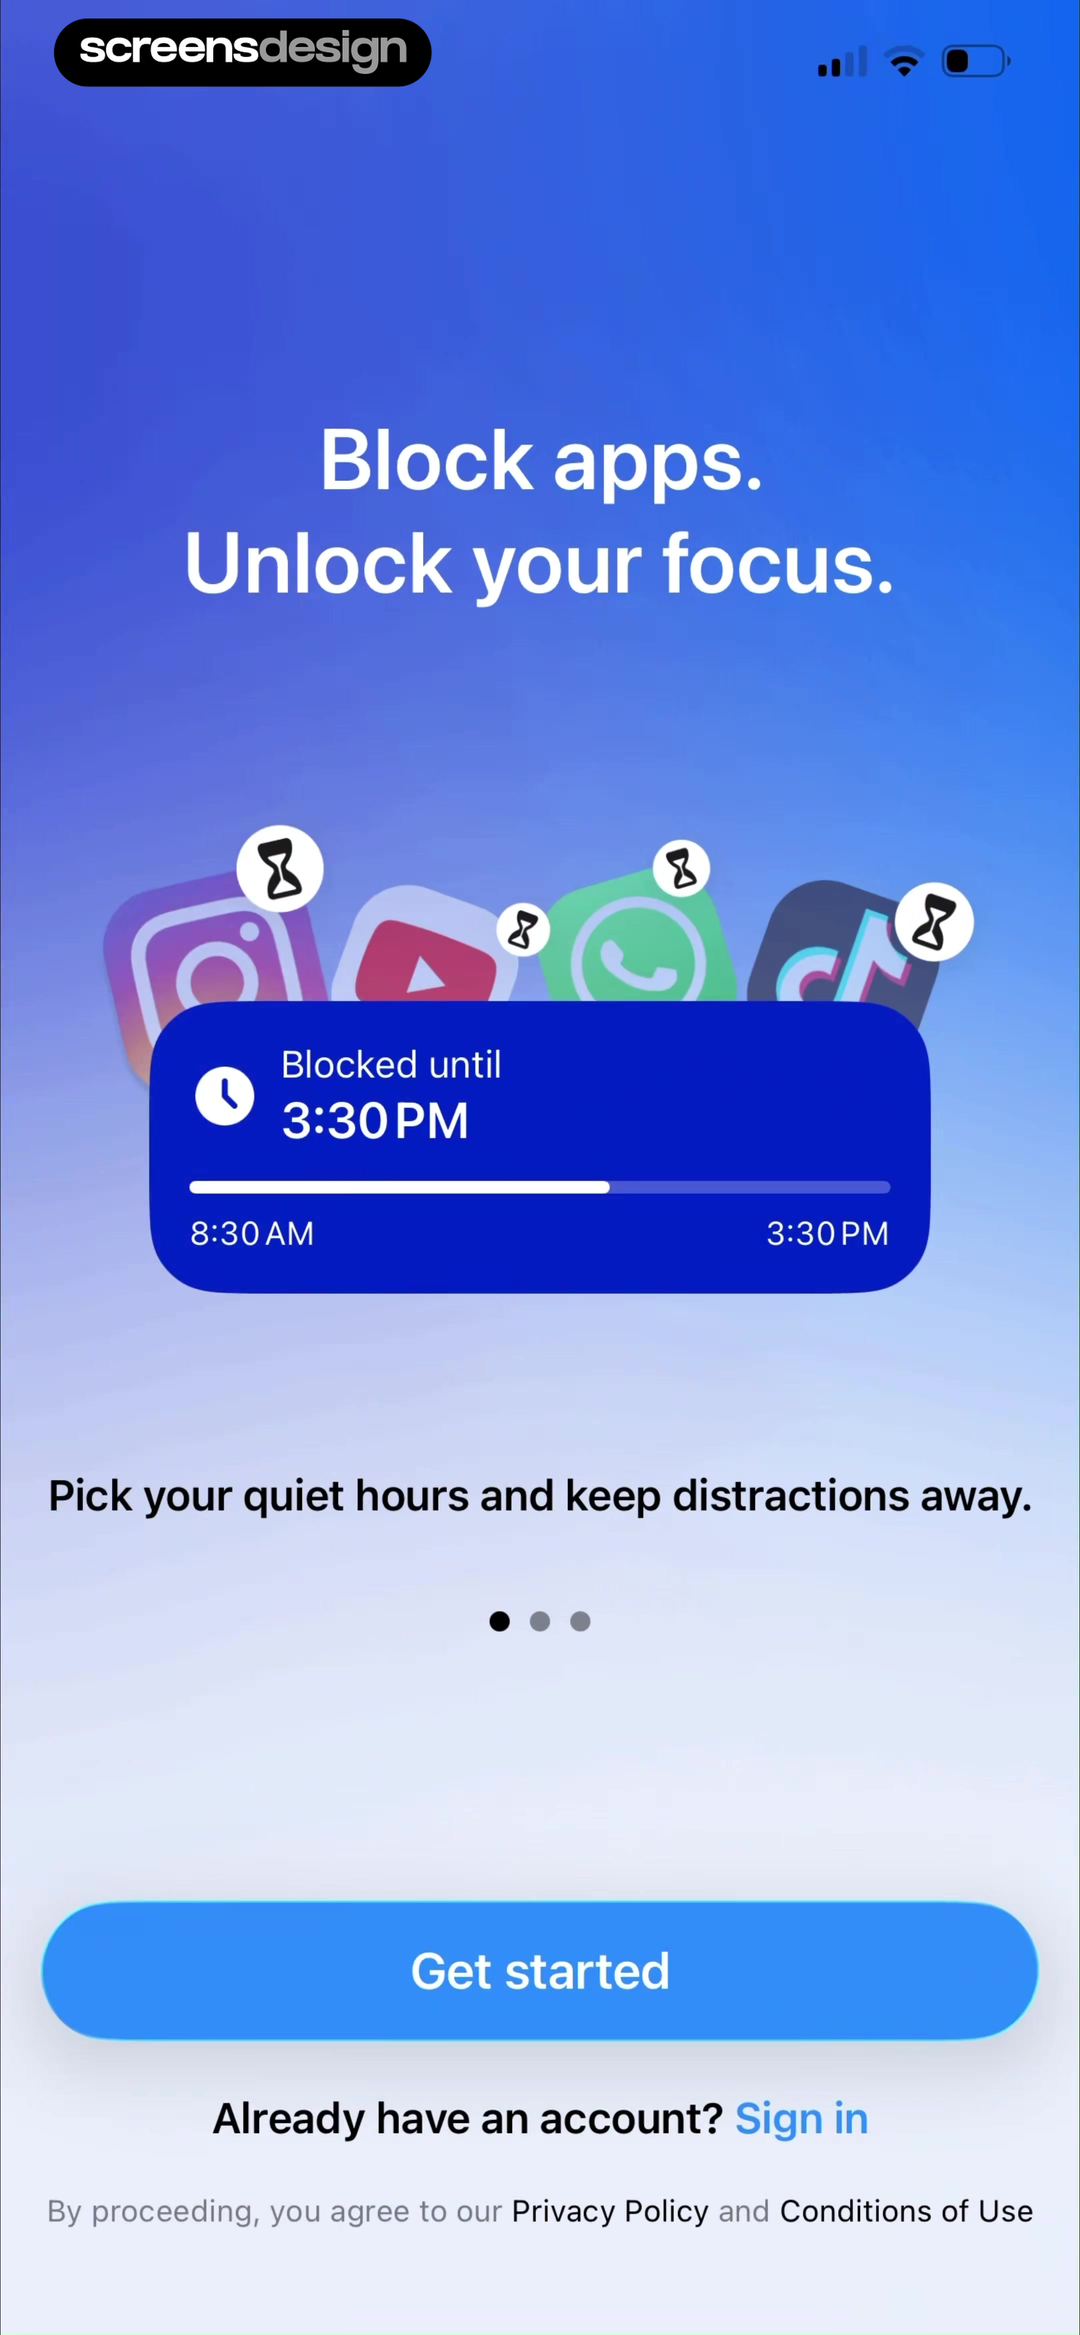 screensdesign
Block apps.
Unlock your focus.
Blocked until
3:30 PM
8:30 AM
3:30 PM
Pick your quiet hours and keep distractions away.
Get started
Already have an account? Sign in
By proceeding, you agree to our Privacy Policy and Conditions of Use